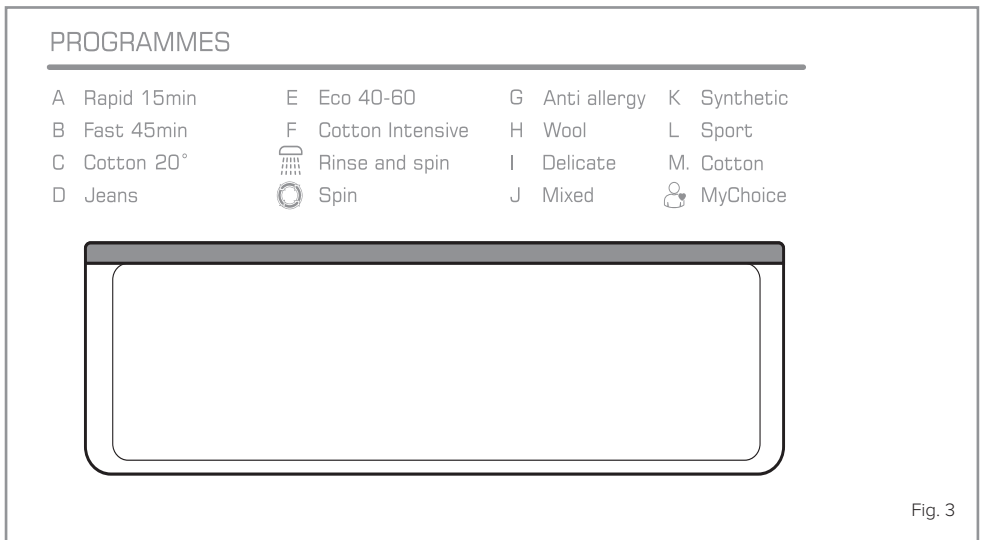 PROGRAMMES
A Rapid 15min
B Fast 45min
C Cotton 20°
D Jeans
E Eco 40-60
F Cotton Intensive
Rinse and spin
Spin
G Anti allergy
H Wool
I Delicate
J Mixed
K Synthetic
L Sport
M. Cotton
MyChoice
Fig. 3